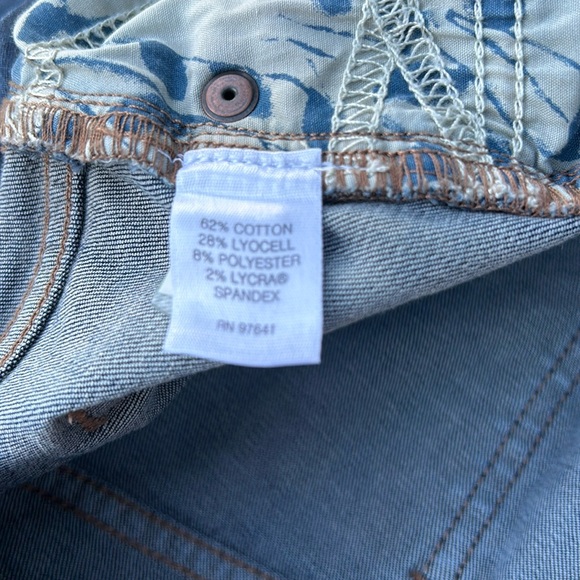 62% COTTON
28% LYOCELL
8% POLYESTER
2% LYCRA®
SPANDEX
RN 97641